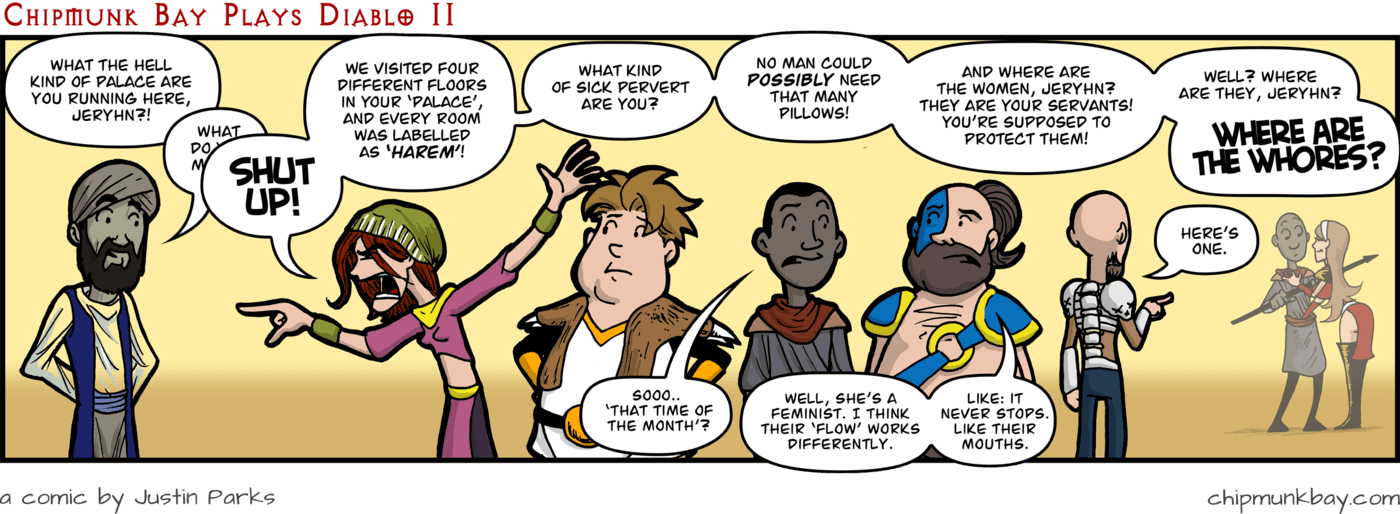 Chipmunk Bay Plays Diablo II
WHAT THE HELL
KIND OF PALACE ARE
YOU RUNNING HERE,
JERYHN?!
WHAT
DO
M
SHUT
UP!
WE VISITED FOUR
DIFFERENT FLOORS
IN YOUR 'PALACE',
AND EVERY ROOM
WAS LABELLED
AS 'HAREM'!
WHAT KIND
OF SICK PERVERT
ARE YOU?
NO MAN COULD
POSSIBLY NEED
THAT MANY
PILLOWS!
AND WHERE ARE
THE WOMEN, JERYHN?
THEY ARE YOUR SERVANTS!
YOU'RE SUPPOSED TO
PROTECT THEM!
WELL? WHERE
ARE THEY, JERYHN?
WHERE ARE
THE WHORES?
SOOO..
'THAT TIME OF
THE MONTH'?
WELL, SHE'S A
FEMINIST. I THINK
THEIR 'FLOW' WORKS
DIFFERENTLY.
LIKE: IT
NEVER STOPS.
LIKE THEIR
MOUTHS.
HERE'S
ONE.
a comic by Justin Parks
chipmunkbay.com